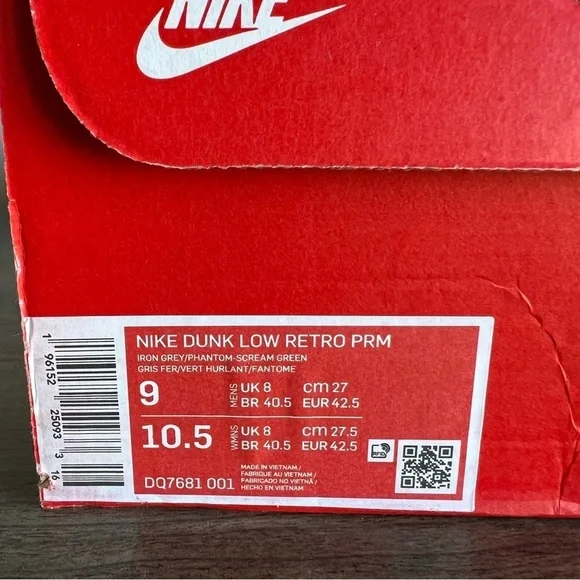 NIKE
NIKE DUNK LOW RETRO PRM
IRON GREY/PHANTOM-SCREAM GREEN
GRIS FER/VERT HURLANT/FANTOME
9 MENS UK 8 cm 27
BR 40.5 EUR 42.5
10.5 WMNS UK 8 cm 27.5
BR 40.5 EUR 42.5
DQ7681 001
MADE IN VIETNAM /
FABRIQUE AU VIETNAM /
FABRICADO NO VIETNÃ /
HECHO EN VIETNAM
RFID
1 96152 25093 3 16